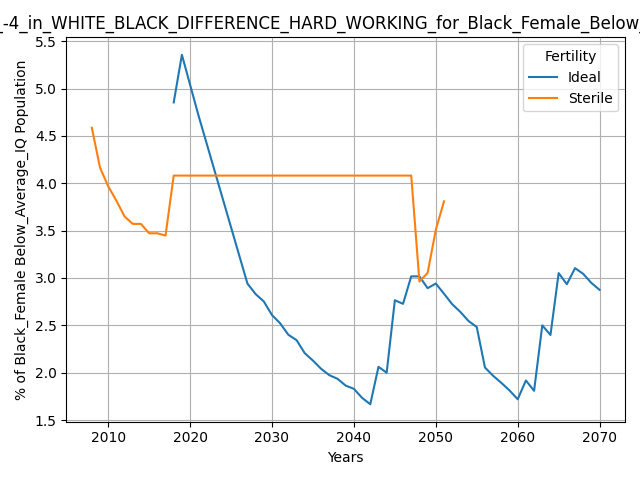 _-4_in_WHITE_BLACK_DIFFERENCE_HARD_WORKING_for_Black_Female_Below_
% of Black_Female Below_Average_IQ Population
5.5
5.0
4.5
4.0
3.5
3.0
2.5
2.0
1.5
Fertility
Ideal
Sterile
2010 2020 2030 2040 2050 2060 2070
Years